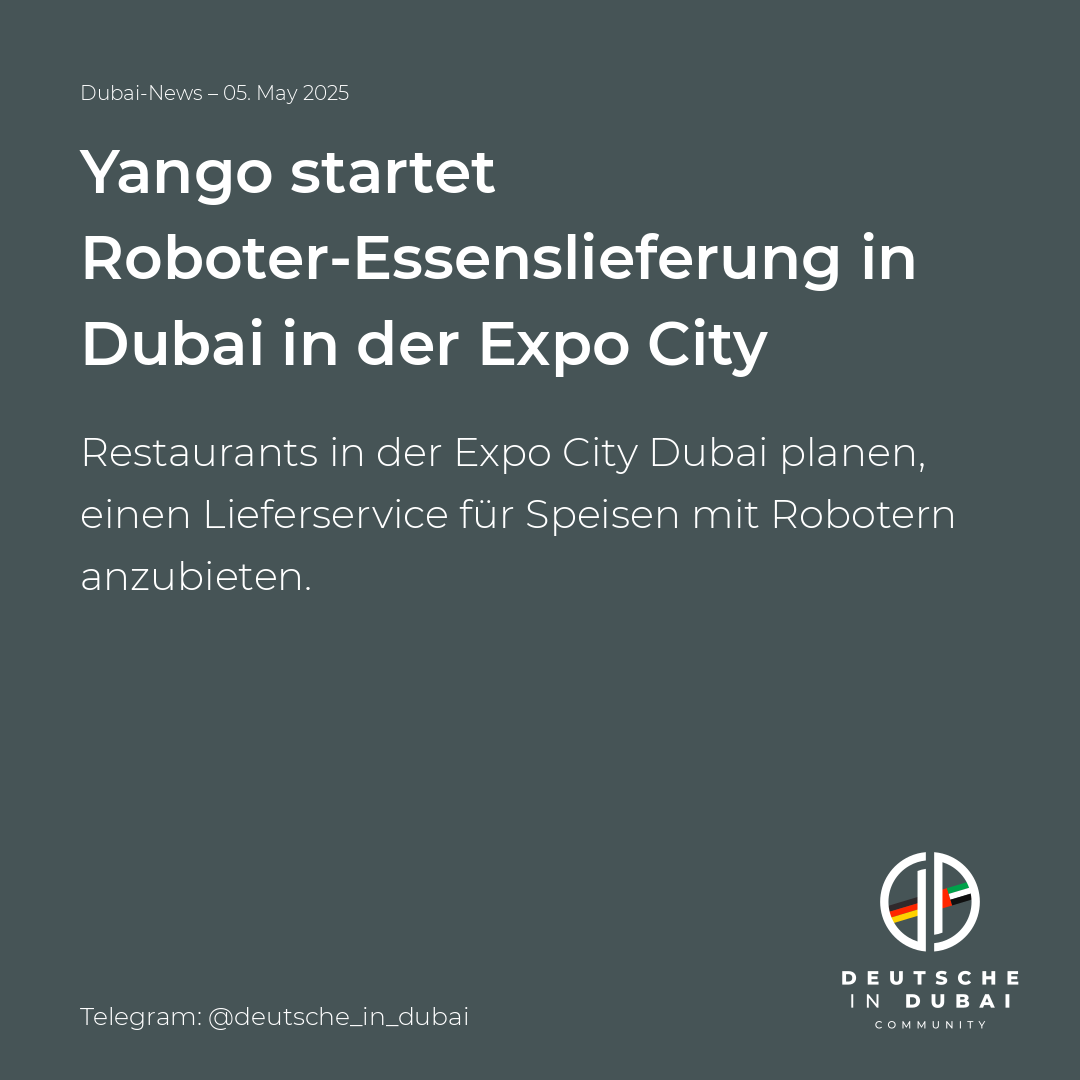 Dubai-News – 05. May 2025
Yango startet
Roboter-Essenslieferung in
Dubai in der Expo City
Restaurants in der Expo City Dubai planen,
einen Lieferservice für Speisen mit Robotern
anzubieten.
DEUTSCHE
IN DUBAI
COMMUNITY
Telegram: @deutsche_in_dubai